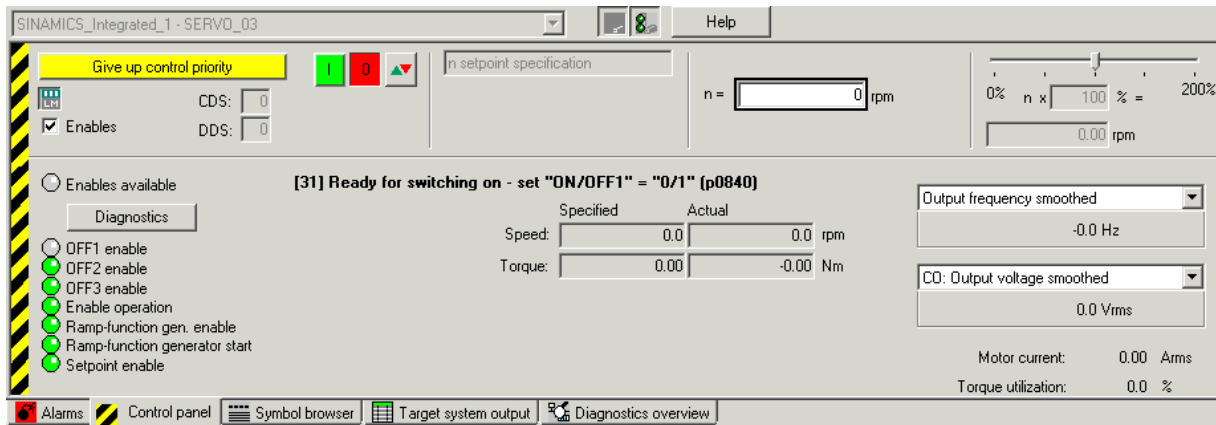 SINAMICS_Integrated_1 - SERVO_03
Help
Give up control priority
I
0
n setpoint specification
LM
CDS: 0
Enables
DDS: 0
n = 0 rpm
0% n x 100 % = 200%
0.00 rpm
Enables available
[31] Ready for switching on - set "ON/OFF1" = "0/1" (p0840)
Diagnostics
Specified Actual
Speed: 0.0 0.0 rpm
Torque: 0.00 -0.00 Nm
OFF1 enable
OFF2 enable
OFF3 enable
Enable operation
Ramp-function gen. enable
Ramp-function generator start
Setpoint enable
Output frequency smoothed
-0.0 Hz
CO: Output voltage smoothed
0.0 Vrms
Motor current: 0.00 Arms
Torque utilization: 0.0 %
Alarms
Control panel
Symbol browser
Target system output
Diagnostics overview